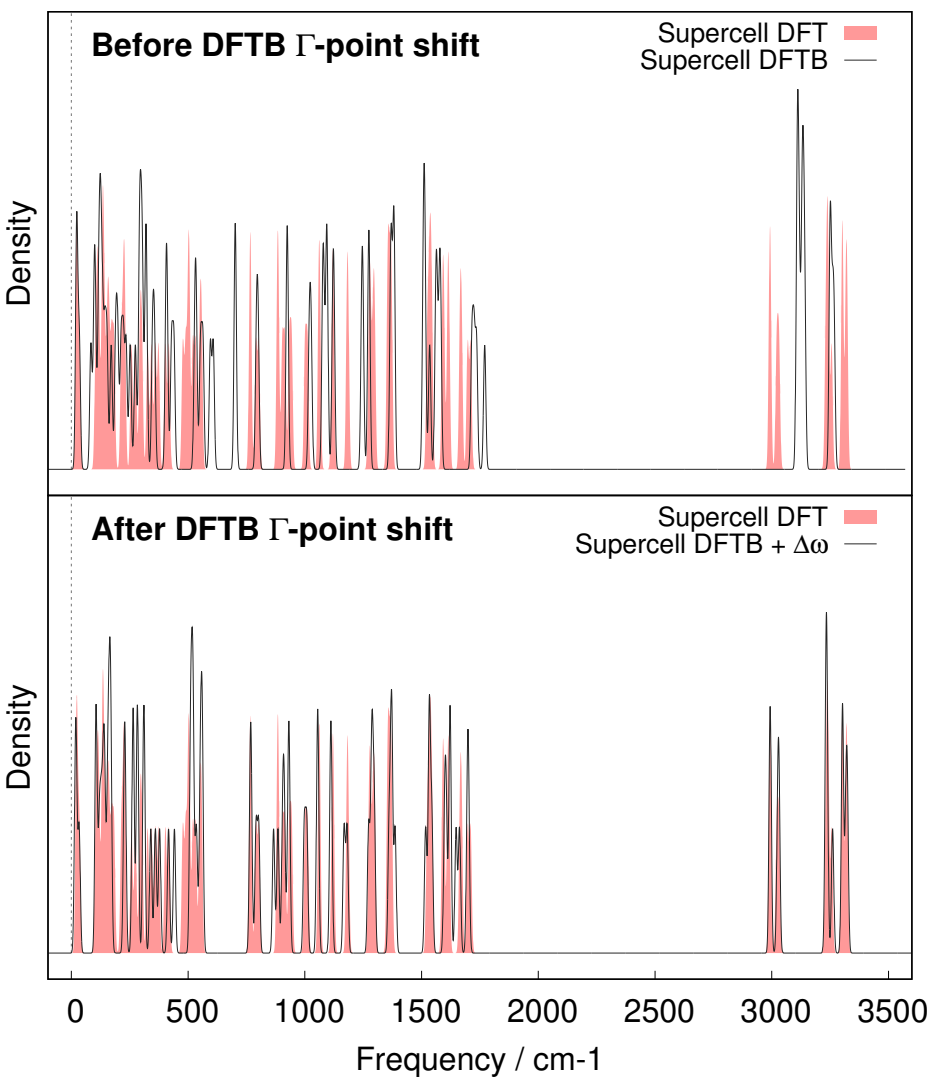 Before DFTB Γ-point shift
Supercell DFT
Supercell DFTB
Density
After DFTB Γ-point shift
Supercell DFT
Supercell DFTB + Δω
Density
0 500 1000 1500 2000 2500 3000 3500
Frequency / cm-1